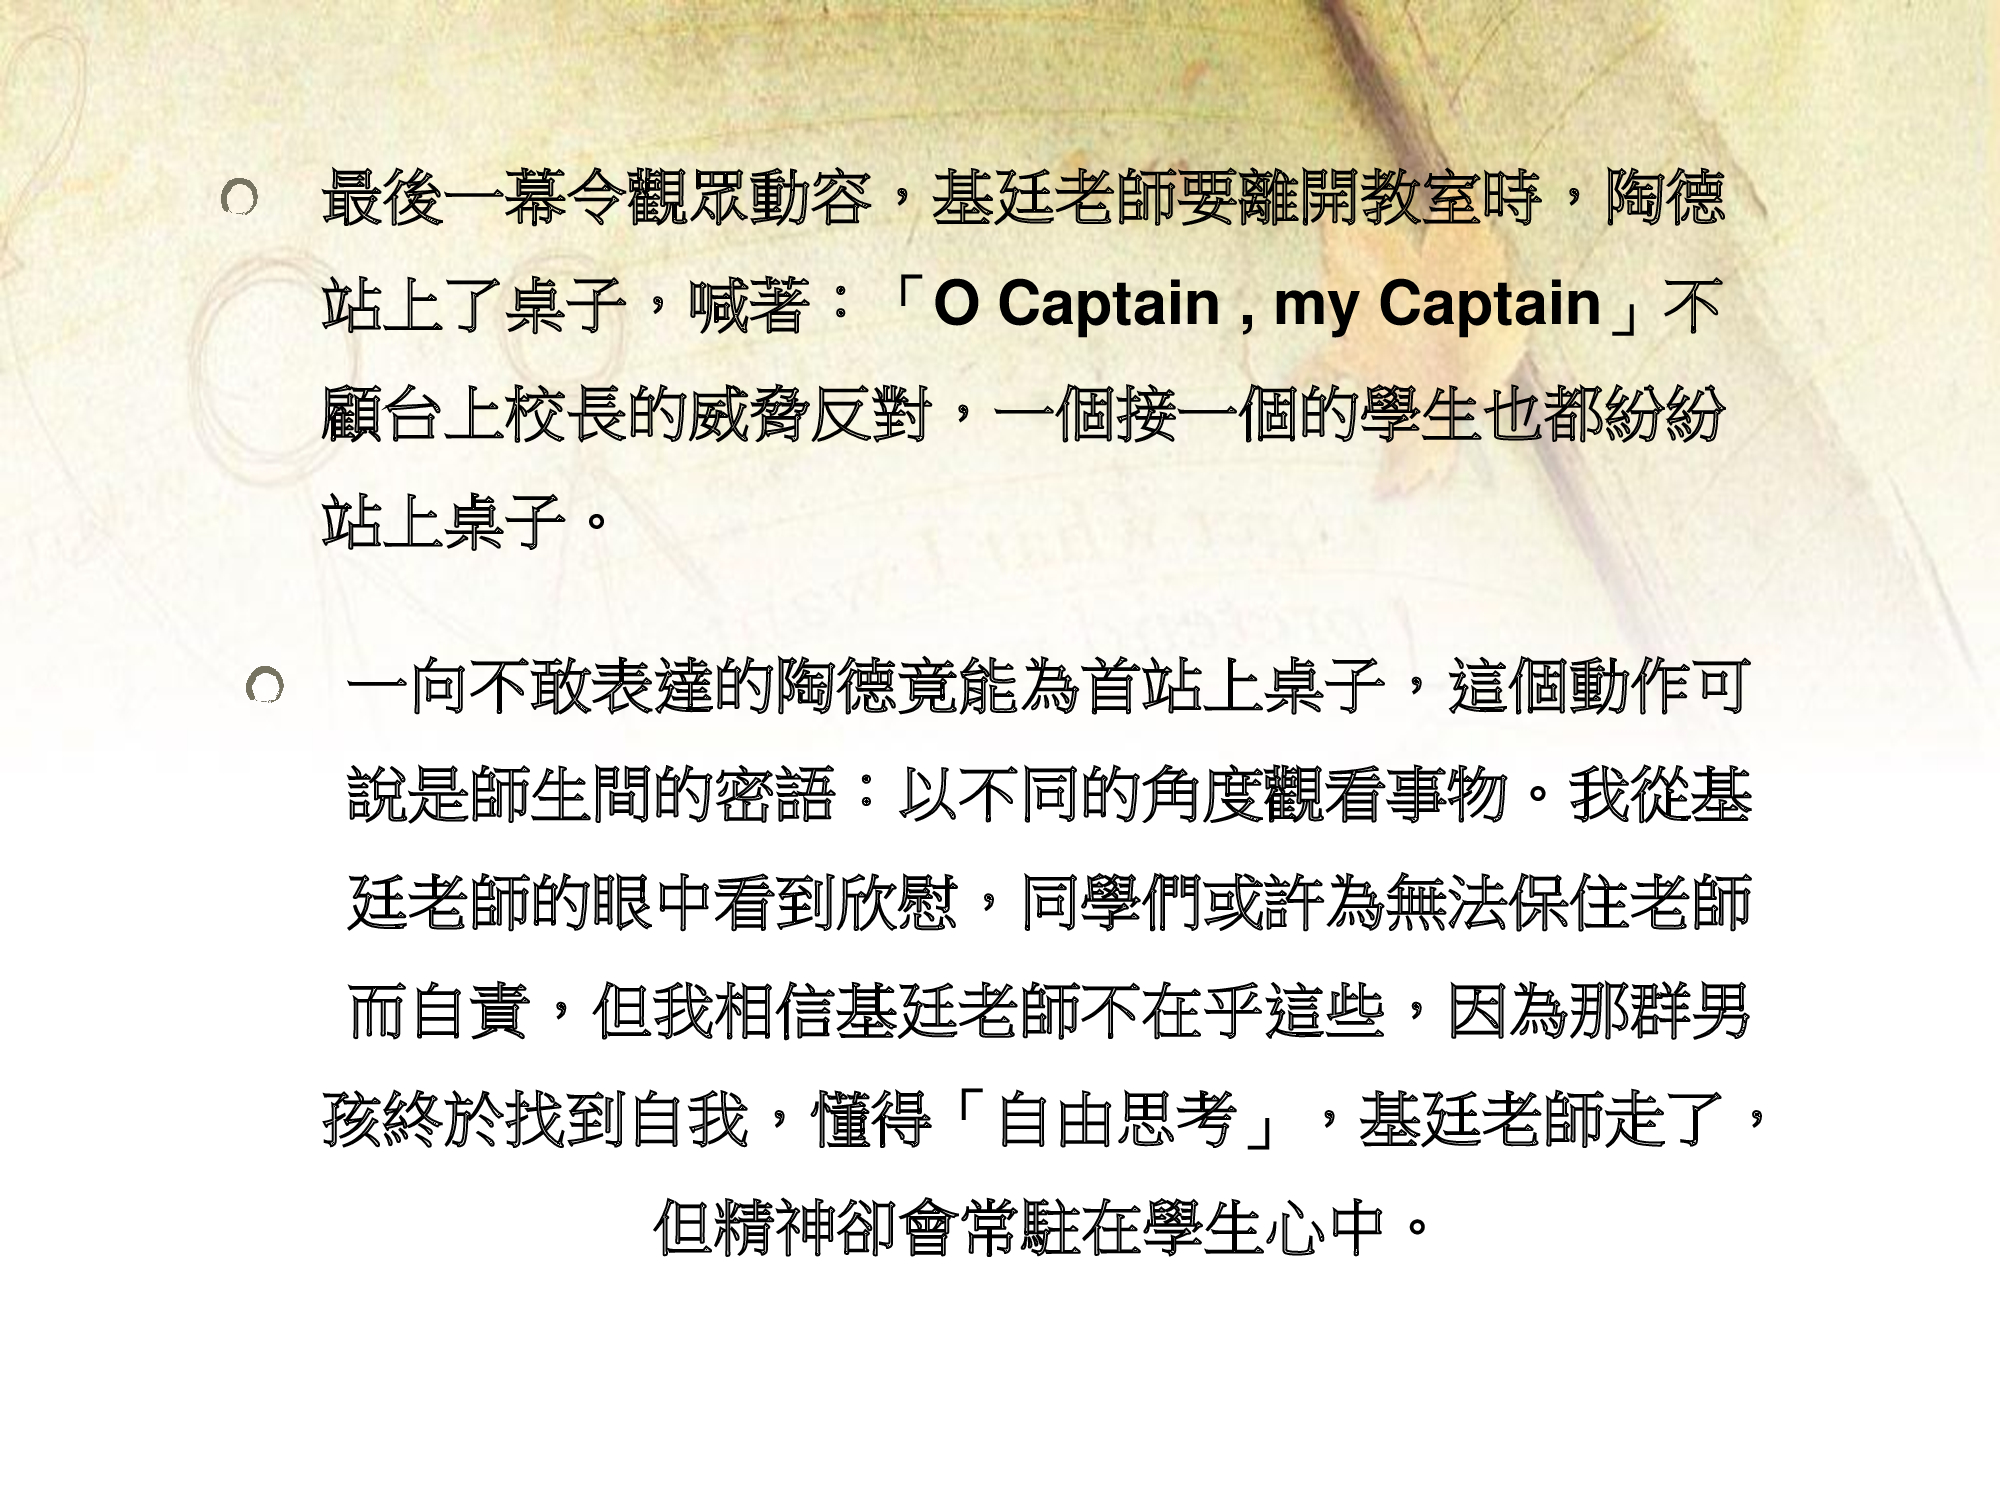 最後一幕令觀眾動容，基廷老師要離開教室時，陶德
站上了桌子，喊著：「O Captain , my Captain」不
顧台上校長的威脅反對，一個接一個的學生也都紛紛
站上桌子。
一向不敢表達的陶德竟能為首站上桌子，這個動作可
說是師生間的密語：以不同的角度觀看事物。我從基
廷老師的眼中看到欣慰，同學們或許為無法保住老師
而自責，但我相信基廷老師不在乎這些，因為那群男
孩終於找到自我，懂得「自由思考」，基廷老師走了，
但精神卻會常駐在學生心中。